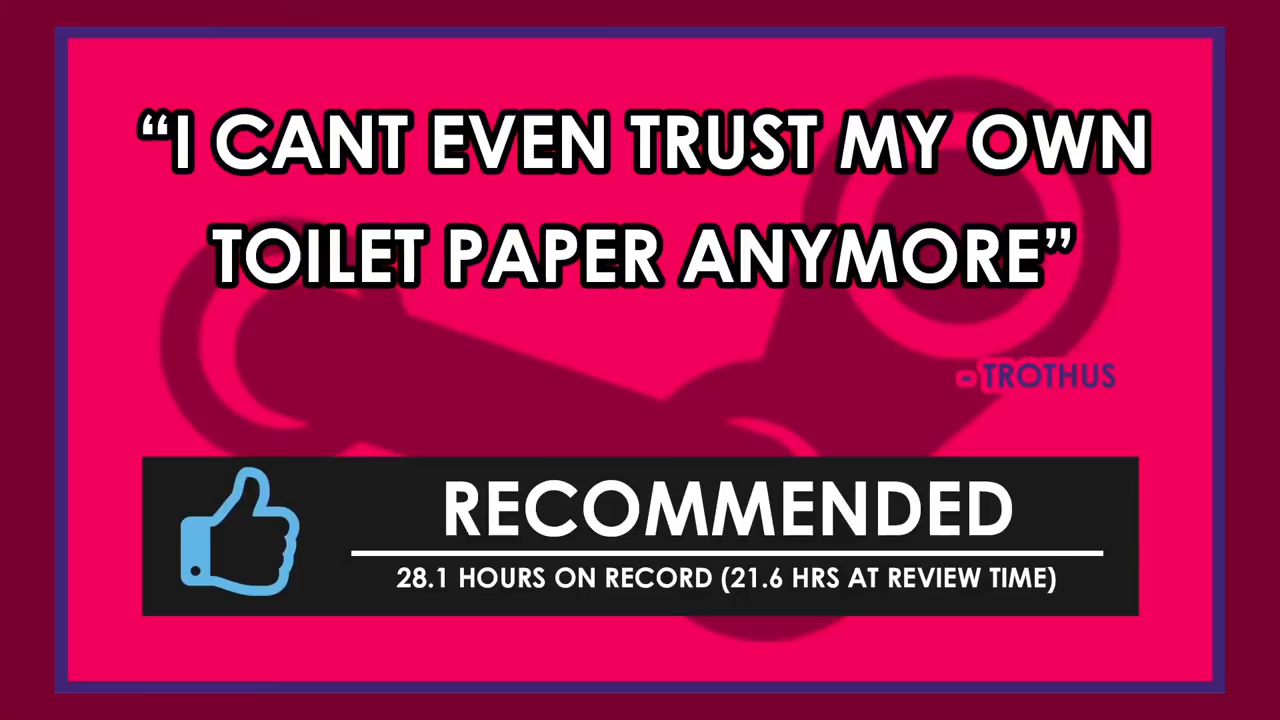 “I CANT EVEN TRUST MY OWN
TOILET PAPER ANYMORE”
- TROTHUS
RECOMMENDED
28.1 HOURS ON RECORD (21.6 HRS AT REVIEW TIME)